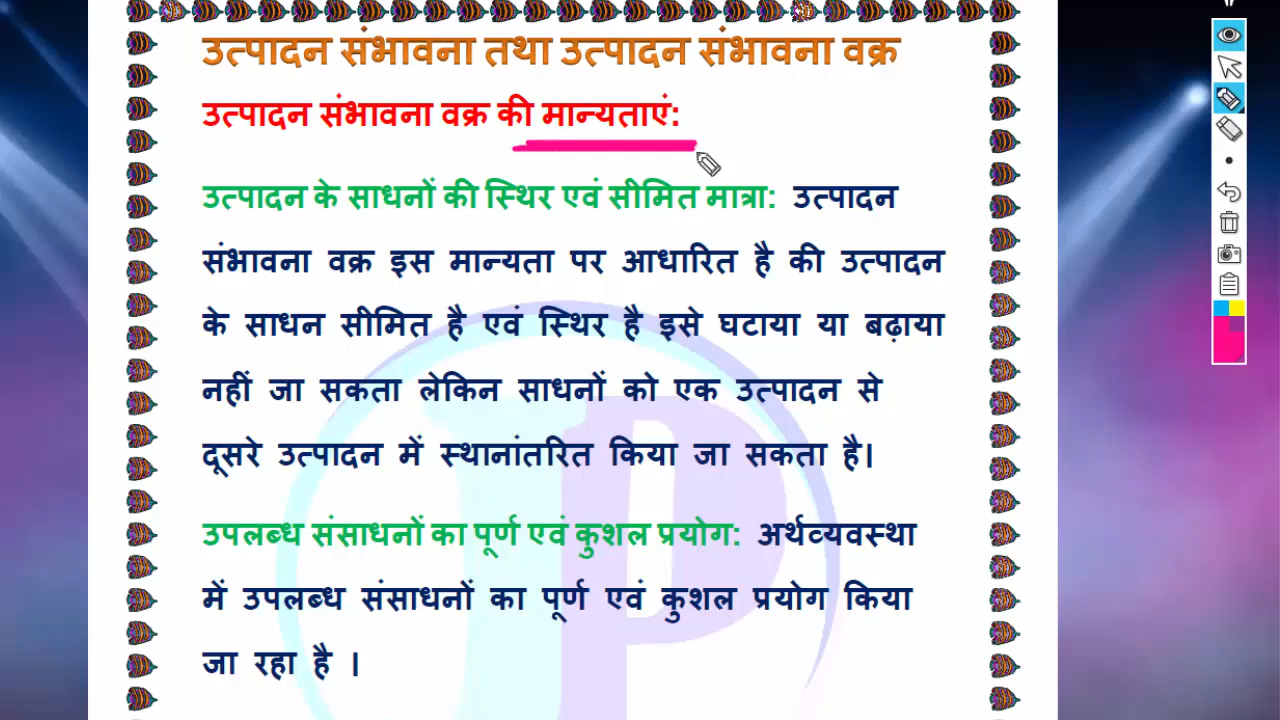 उत्पादन संभावना तथा उत्पादन संभावना वक्र
उत्पादन संभावना वक्र की मान्यताएं:
उत्पादन के साधनों की स्थिर एवं सीमित मात्रा: उत्पादन
संभावना वक्र इस मान्यता पर आधारित है की उत्पादन
के साधन सीमित है एवं स्थिर है इसे घटाया या बढ़ाया
नहीं जा सकता लेकिन साधनों को एक उत्पादन से
दूसरे उत्पादन में स्थानांतरित किया जा सकता है।
उपलब्ध संसाधनों का पूर्ण एवं कुशल प्रयोग: अर्थव्यवस्था
में उपलब्ध संसाधनों का पूर्ण एवं कुशल प्रयोग किया
जा रहा है ।